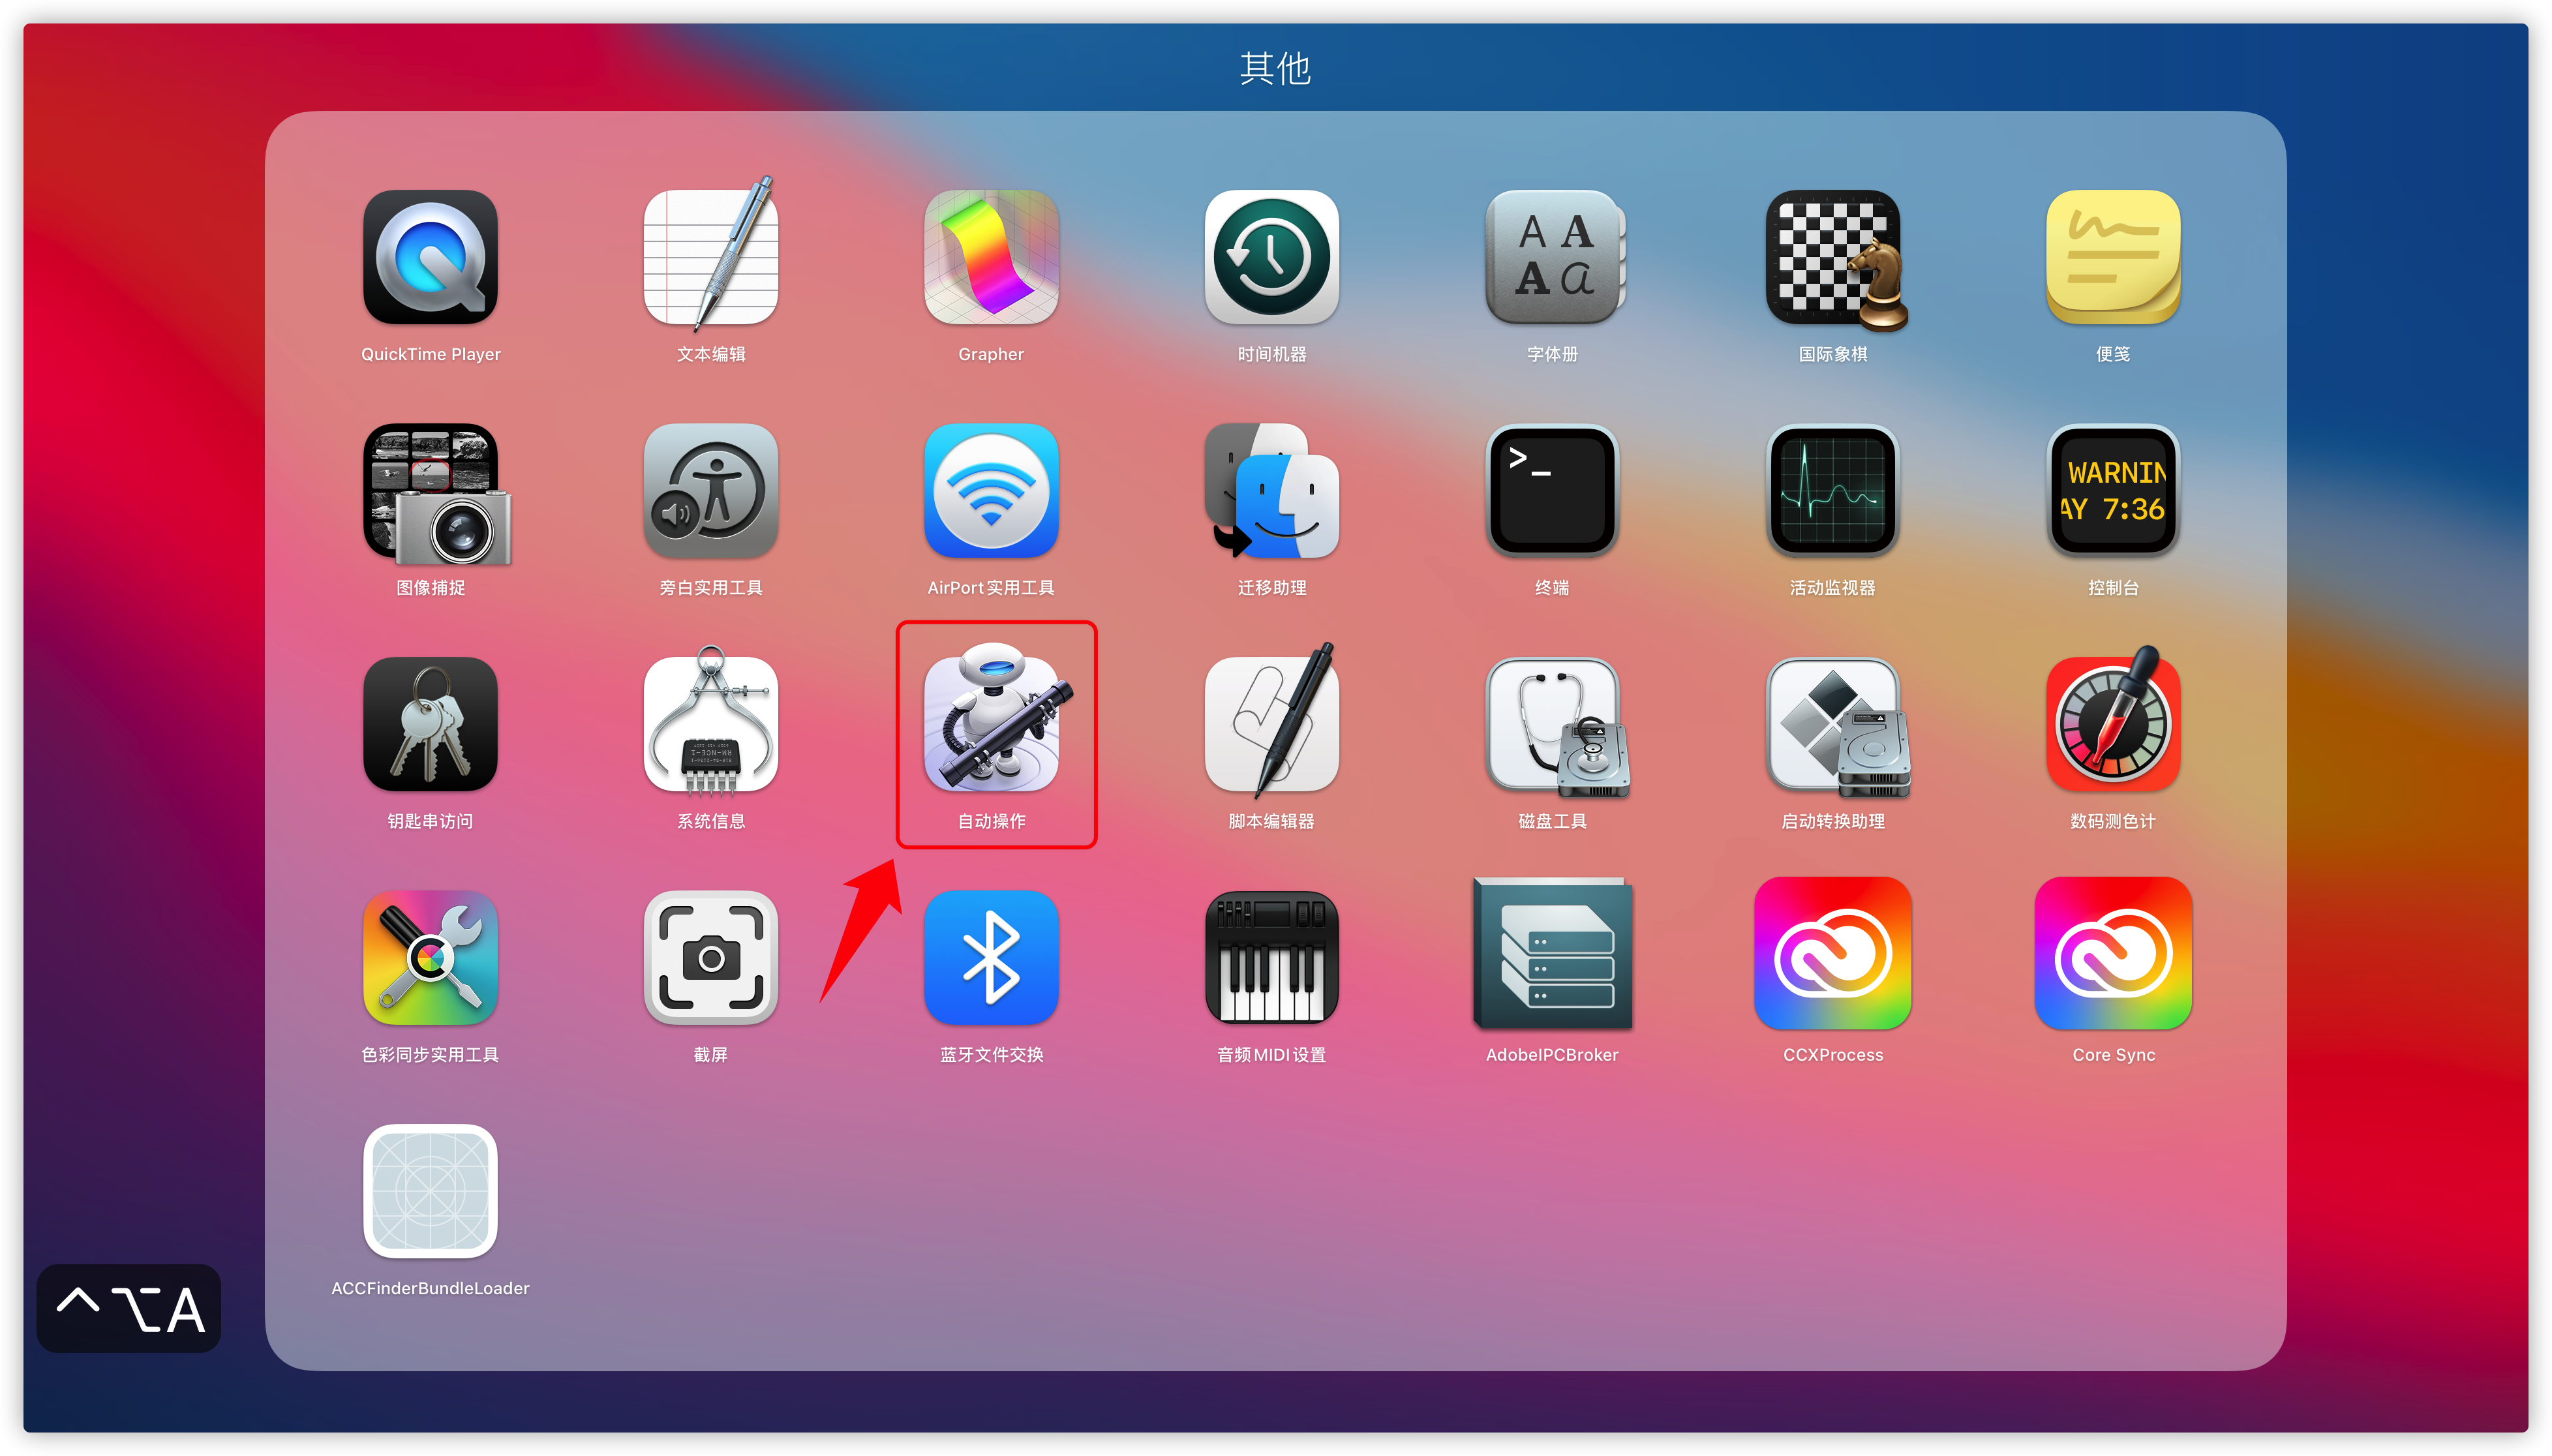 其他
QuickTime Player
文本编辑
Grapher
时间机器
字体册
国际象棋
便笺
图像捕捉
旁白实用工具
AirPort实用工具
迁移助理
终端
活动监视器
控制台
钥匙串访问
系统信息
自动操作
脚本编辑器
磁盘工具
启动转换助理
数码测色计
色彩同步实用工具
截屏
蓝牙文件交换
音频MIDI设置
AdobeIPCBroker
CCXProcess
Core Sync
ACCFinderBundleLoader
^⌥A
A A
A a
>_
WARNIN
AY 7:36